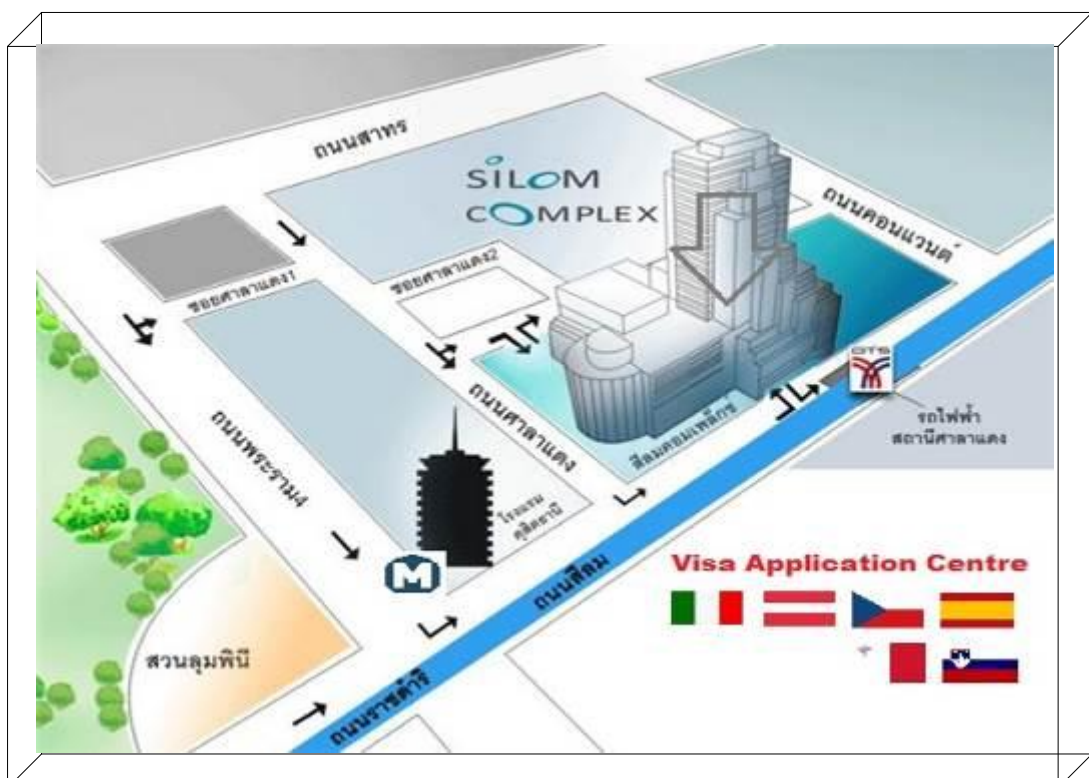 ถนนสาทร
SILOM
COMPLEX
ถนนคอนแวนต์
ซอยศาลาแดง1
ซอยศาลาแดง2
BTS
รถไฟฟ้า
สถานีศาลาแดง
สีลมคอมเพล็กซ์
ถนนศาลาแดง
ถนนพระราม4
โรงแรม
ดุสิตธานี
M
ถนนสีลม
Visa Application Centre
สวนลุมพินี
ถนนราชดำริ